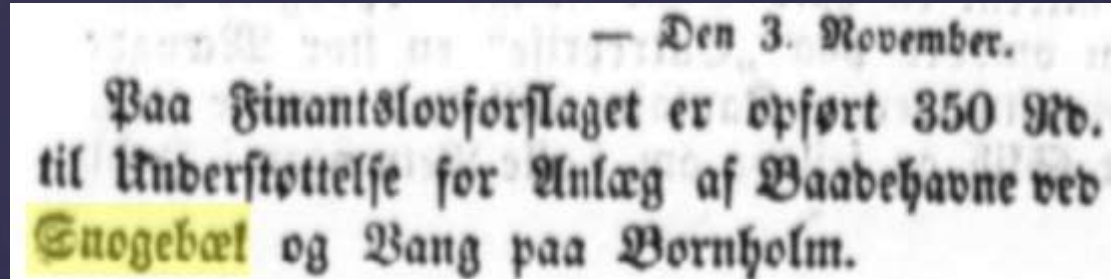 — Den 3. November.
Paa Finantslovforslaget er opført 350 Rd.
til Understøttelse for Anlæg af Baadehavne ved
Snogebæk og Vang paa Bornholm.